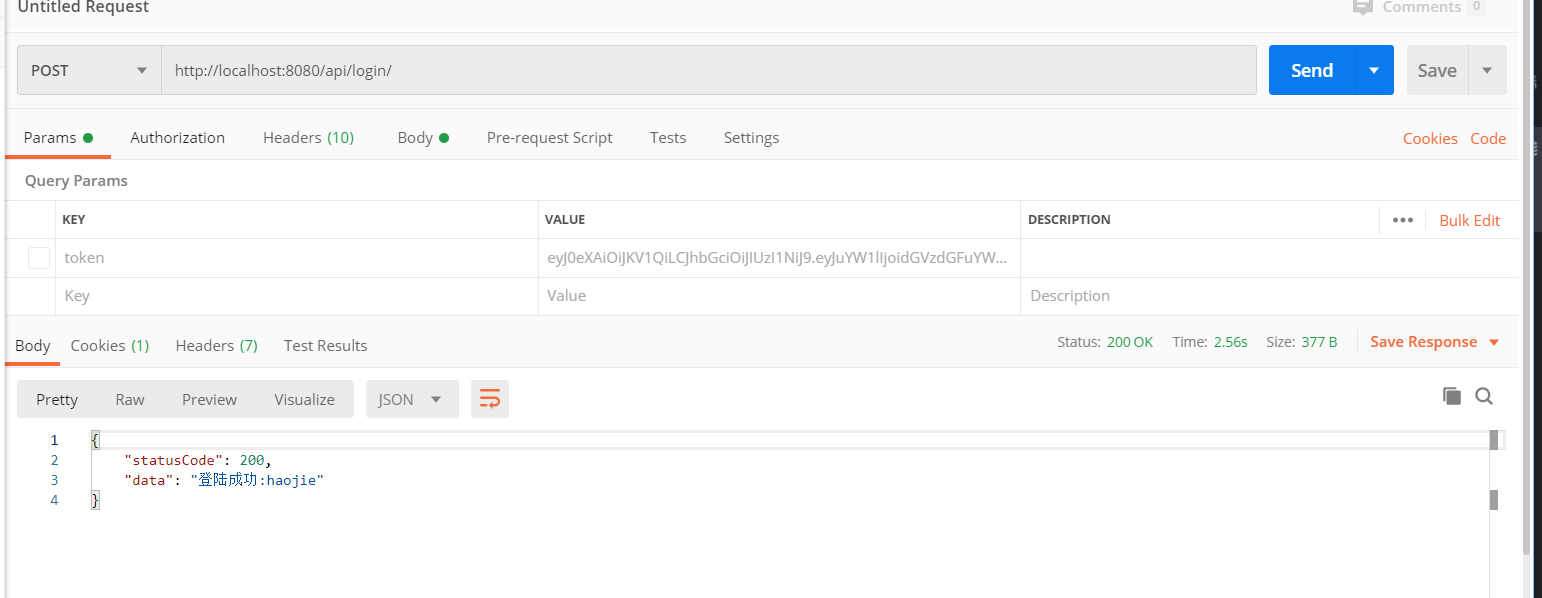 Untitled Request
Comments 0
POST http://localhost:8080/api/login/ Send Save
Params Authorization Headers (10) Body Pre-request Script Tests Settings Cookies Code
Query Params
KEY VALUE DESCRIPTION ••• Bulk Edit
token eyJ0eXAiOiJKV1QiLCJhbGciOiJIUzI1NiJ9.eyJuYW1lIjoidGVzdGFuYW...
Key Value Description
Body Cookies (1) Headers (7) Test Results Status: 200 OK Time: 2.56s Size: 377 B Save Response
Pretty Raw Preview Visualize JSON
1 {
2 "statusCode": 200,
3 "data": "登陆成功:haojie"
4 }